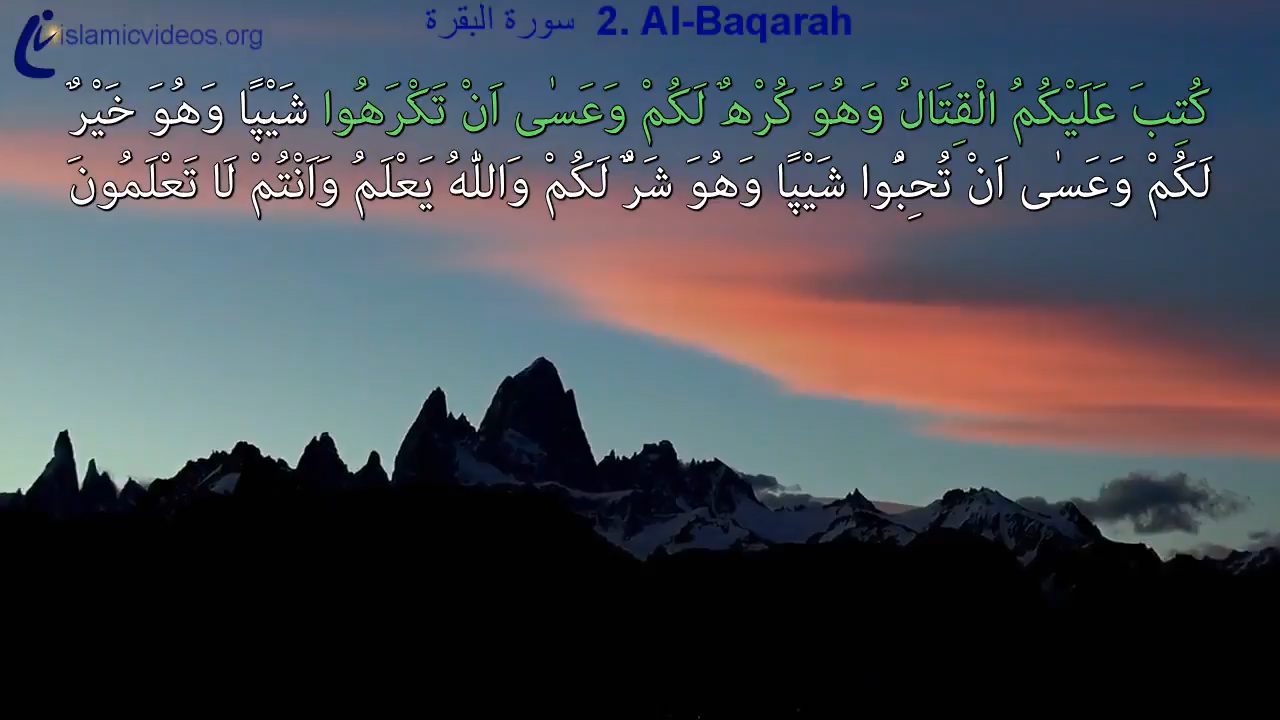 islamicvideos.org
سورة البقرة 2. Al-Baqarah
كُتِبَ عَلَيْكُمُ الْقِتَالُ وَهُوَ كُرْهٌ لَكُمْ وَعَسٰى اَنْ تَكْرَهُوا شَيْپًا وَهُوَ خَيْرٌ
لَكُمْ وَعَسٰى اَنْ تُحِبُّوا شَيْپًا وَهُوَ شَرٌّ لَكُمْ وَاللّٰهُ يَعْلَمُ وَاَنْتُمْ لَا تَعْلَمُونَ